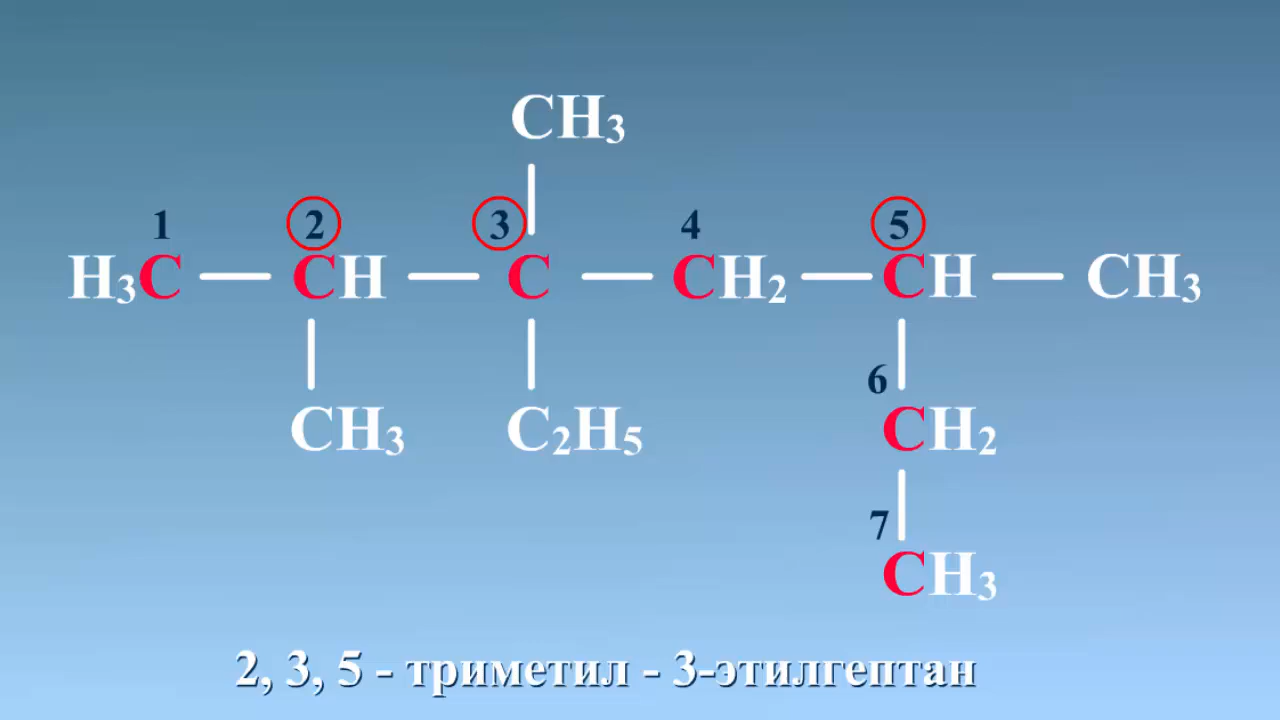 CH₃
1 2 3 4 5
H₃C — CH — C — CH₂ — CH — CH₃
6
CH₃ C₂H₅ CH₂
7
CH₃
2, 3, 5 - триметил - 3-этилгептан